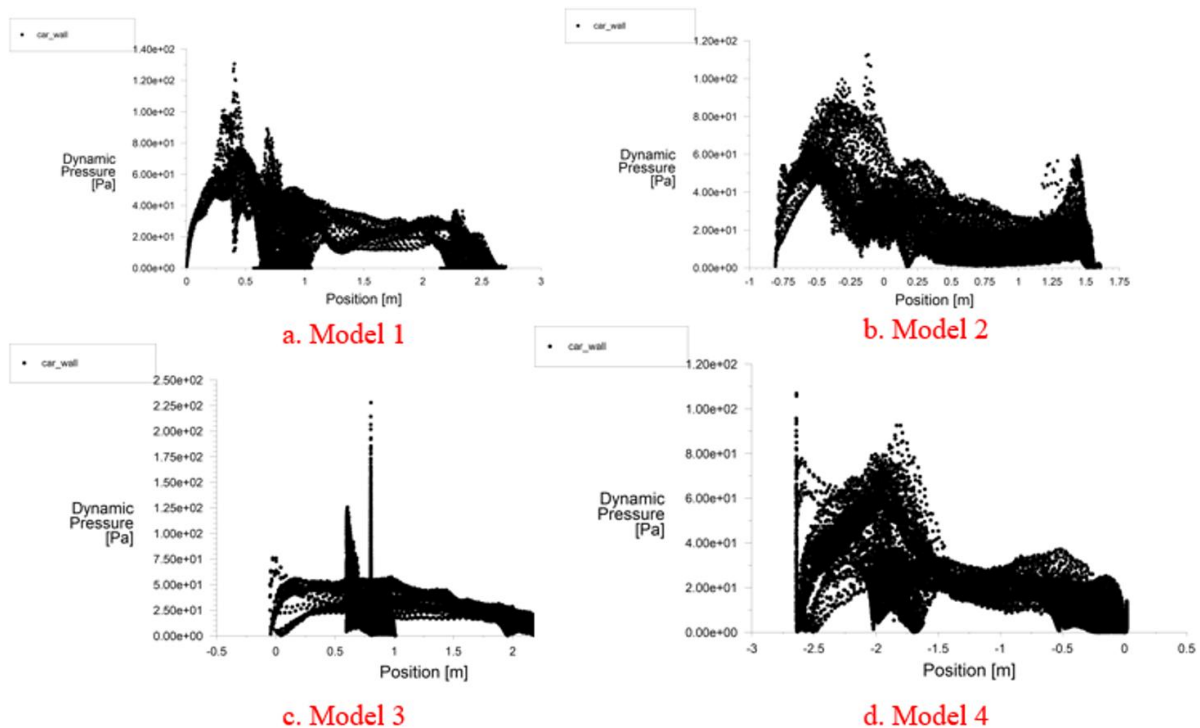 car_wall
1.40e+02
1.20e+02
1.00e+02
8.00e+01
6.00e+01
4.00e+01
2.00e+01
0.00e+00
Dynamic
Pressure
[Pa]
0 0.5 1 1.5 2 2.5 3
Position [m]
a. Model 1
car_wall
1.20e+02
1.00e+02
8.00e+01
6.00e+01
4.00e+01
2.00e+01
0.00e+00
Dynamic
Pressure
[Pa]
-1 -0.75 -0.5 -0.25 0 0.25 0.5 0.75 1 1.25 1.5 1.75
Position [m]
b. Model 2
car_wall
2.50e+02
2.25e+02
2.00e+02
1.75e+02
1.50e+02
1.25e+02
1.00e+02
7.50e+01
5.00e+01
2.50e+01
0.00e+00
Dynamic
Pressure
[Pa]
-0.5 0 0.5 1 1.5 2
Position [m]
c. Model 3
car_wall
1.20e+02
1.00e+02
8.00e+01
6.00e+01
4.00e+01
2.00e+01
0.00e+00
Dynamic
Pressure
[Pa]
-3 -2.5 -2 -1.5 -1 -0.5 0 0.5
Position [m]
d. Model 4